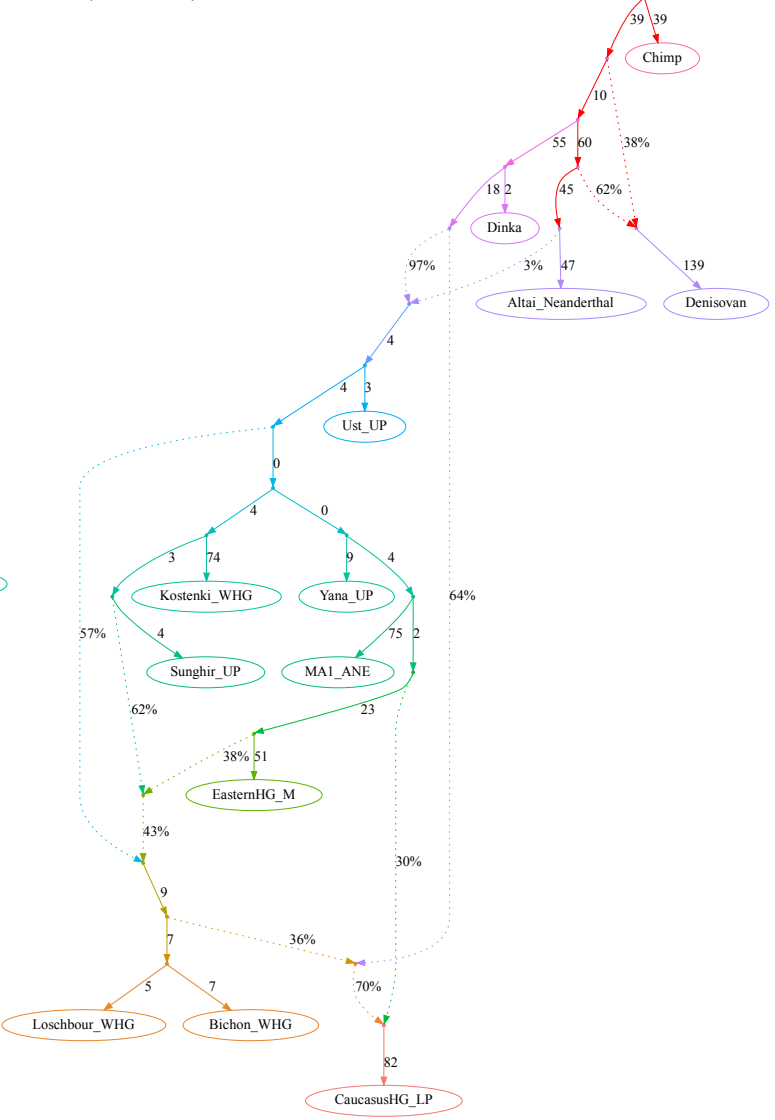 39 39
Chimp
10
55 60 38%
18 2 45 62%
Dinka
97% 3% 47 139
Altai_Neanderthal Denisovan
4
4 3
Ust_UP
0
4 0
3 74 9 4
Kostenki_WHG Yana_UP 64%
57% 4 75 2
Sunghir_UP MA1_ANE
62% 23
38% 51
EasternHG_M
43% 30%
9
36%
7
5 7 70%
Loschbour_WHG Bichon_WHG
82
CaucasusHG_LP